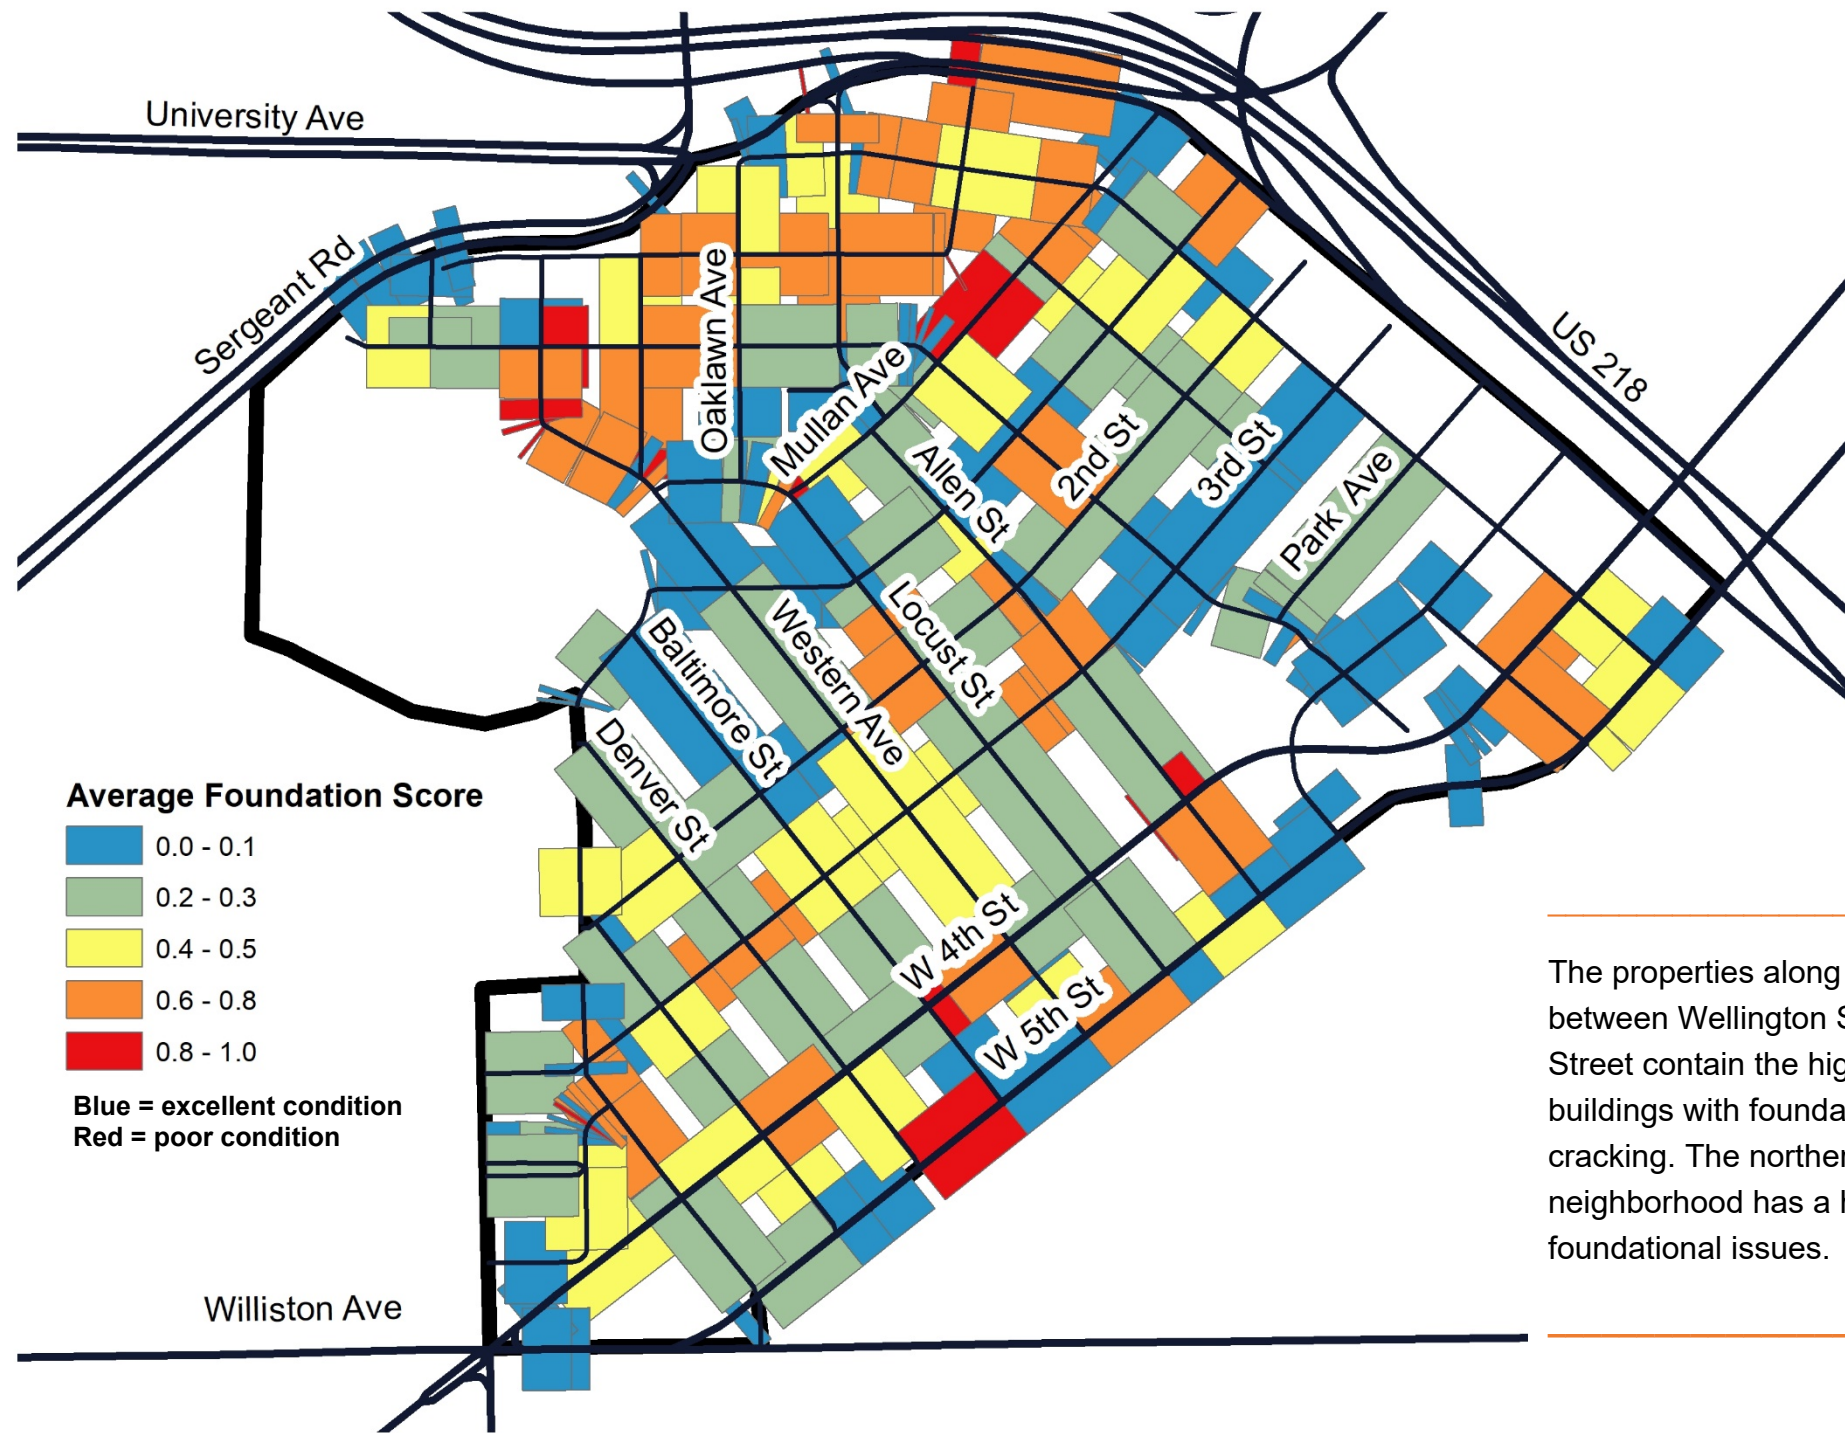 University Ave
Sergeant Rd
US 218
Oaklawn Ave
Mullan Ave
Allen St
2nd St
3rd St
Park Ave
Locust St
Western Ave
Baltimore St
Denver St
W 4th St
W 5th St
Williston Ave
Average Foundation Score
0.0 - 0.1
0.2 - 0.3
0.4 - 0.5
0.6 - 0.8
0.8 - 1.0
Blue = excellent condition
Red = poor condition
The properties along
between Wellington
Street contain the
buildings with
cracking. The
neighborhood has a
foundational issues.